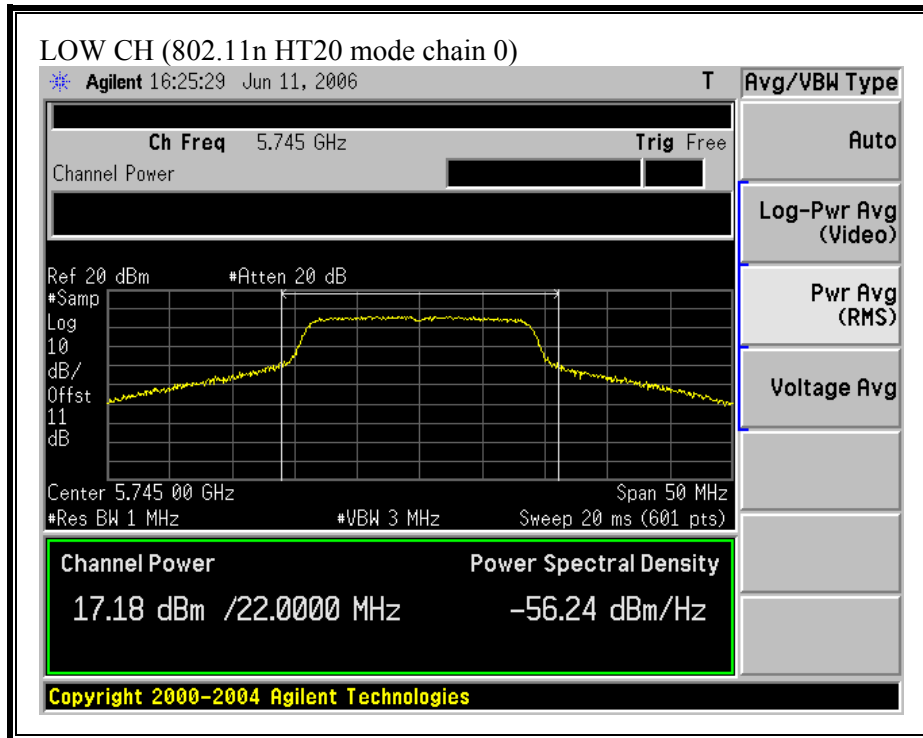 LOW CH (802.11n HT20 mode chain 0)
Agilent 16:25:29 Jun 11, 2006 T
Avg/VBW Type
Ch Freq 5.745 GHz Trig Free
Channel Power
Auto
Log-Pwr Avg
(Video)
Pwr Avg
(RMS)
Voltage Avg
Ref 20 dBm #Atten 20 dB
#Samp
Log
10
dB/
Offst
11
dB
Center 5.745 00 GHz Span 50 MHz
#Res BW 1 MHz #VBW 3 MHz Sweep 20 ms (601 pts)
Channel Power Power Spectral Density
17.18 dBm /22.0000 MHz -56.24 dBm/Hz
Copyright 2000-2004 Agilent Technologies